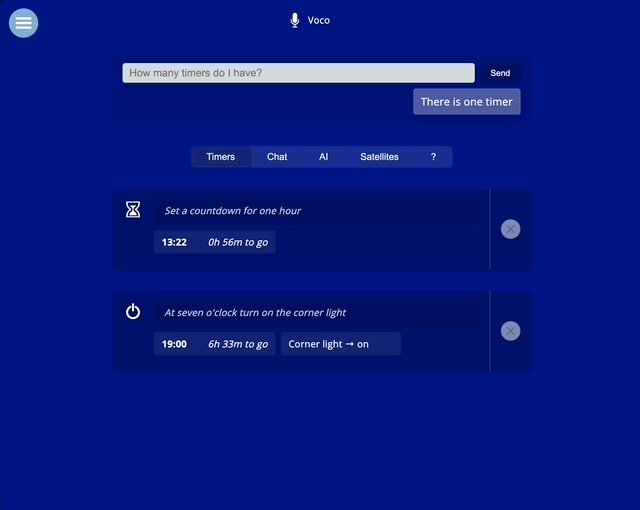 Voco
How many timers do I have?
Send
There is one timer
Timers Chat AI Satellites ?
Set a countdown for one hour
13:22 0h 56m to go
At seven o'clock turn on the corner light
19:00 6h 33m to go Corner light → on